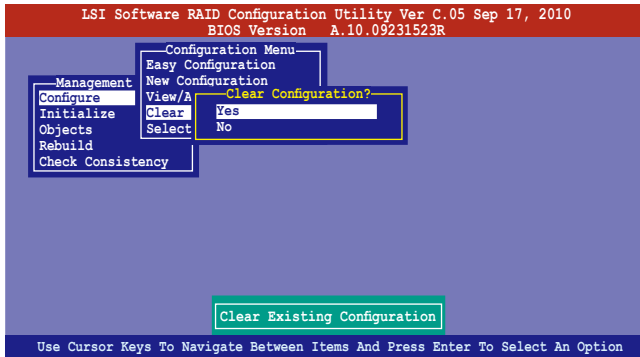 LSI Software RAID Configuration Utility Ver C.05 Sep 17, 2010
BIOS Version A.10.09231523R
Configuration Menu
Easy Configuration
New Configuration
View/A
Clear
Select
Management
Configure
Initialize
Objects
Rebuild
Check Consistency
Clear Configuration?
Yes
No
Clear Existing Configuration
Use Cursor Keys To Navigate Between Items And Press Enter To Select An Option